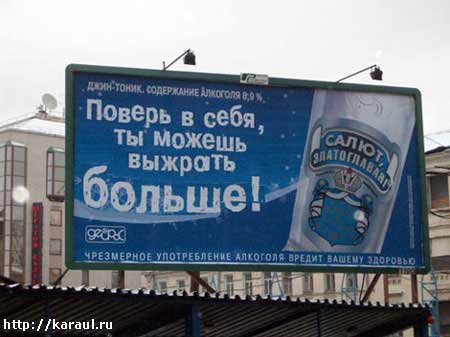 ДЖИН-ТОНИК. СОДЕРЖАНИЕ АЛКОГОЛЯ 8,9 %
Поверь в себя,
ты можешь
выжрать
больше!
САЛЮТ,
ЗЛАТОГЛАВАЯ!
ЧРЕЗМЕРНОЕ УПОТРЕБЛЕНИЕ АЛКОГОЛЯ ВРЕДИТ ВАШЕМУ ЗДОРОВЬЮ
http://karaul.ru